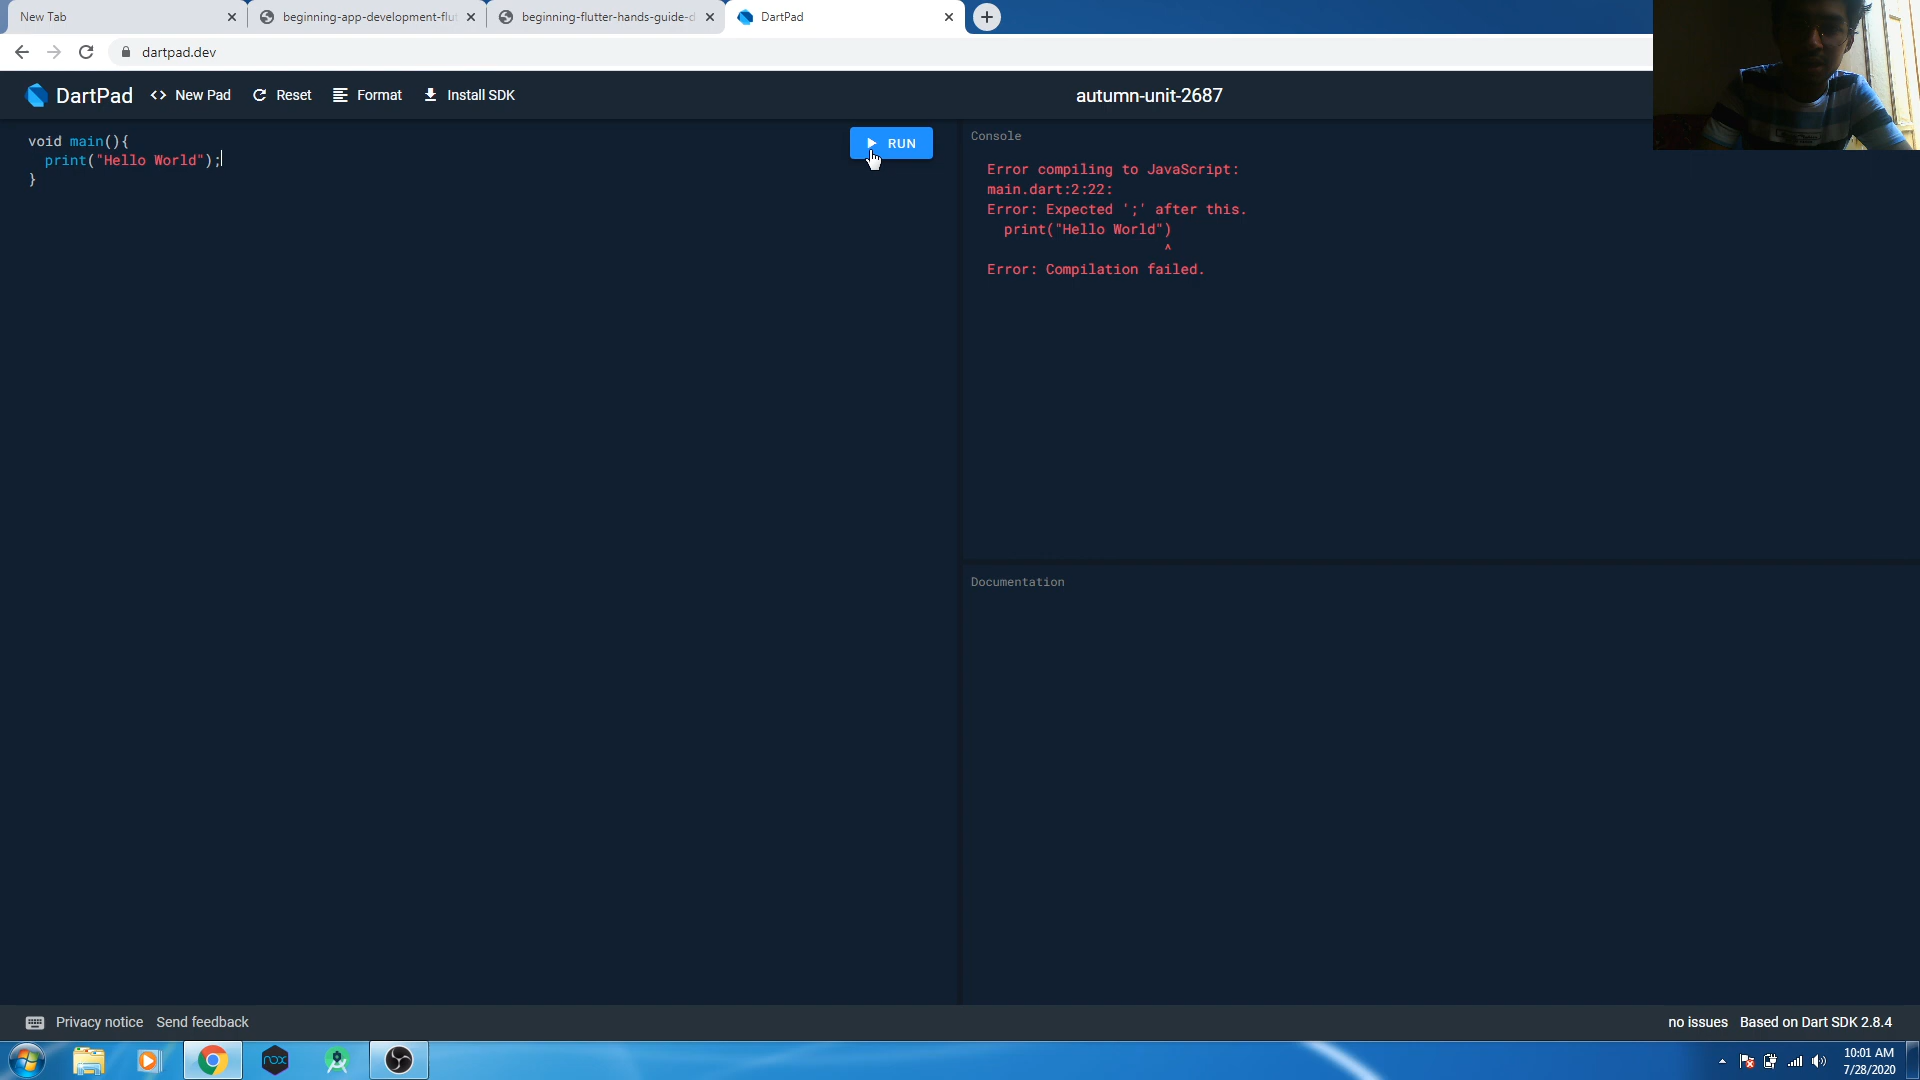 New Tab
beginning-app-development-flut
beginning-flutter-hands-guide-d
DartPad
dartpad.dev
DartPad
<> New Pad
Reset
Format
Install SDK
autumn-unit-2687
void main(){
print("Hello World");
}
RUN
Console
Error compiling to JavaScript:
main.dart:2:22:
Error: Expected ';' after this.
print("Hello World")
^
Error: Compilation failed.
Documentation
Privacy notice
Send feedback
no issues
Based on Dart SDK 2.8.4
nox
10:01 AM
7/28/2020